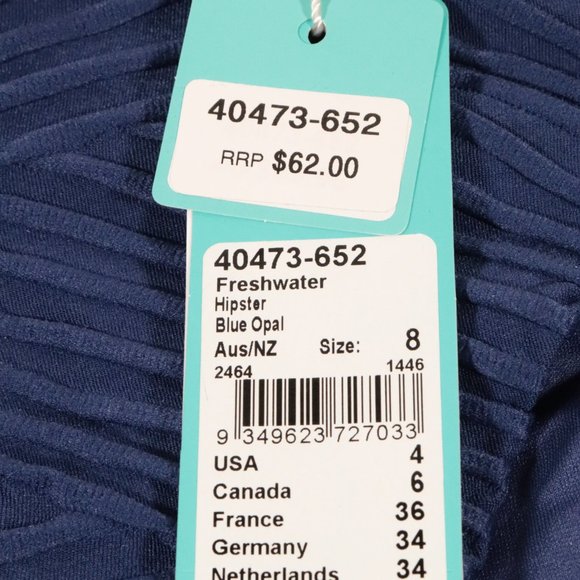 40473-652
RRP $62.00
40473-652
Freshwater
Hipster
Blue Opal
Aus/NZ Size: 8
2464 1446
9 349623 727033
USA 4
Canada 6
France 36
Germany 34
Netherlands 34